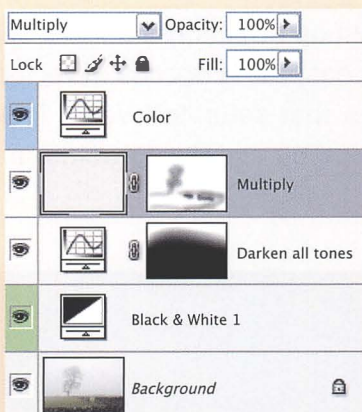 Multiply Opacity: 100%
Lock Fill: 100%
Color
Multiply
Darken all tones
Black & White 1
Background